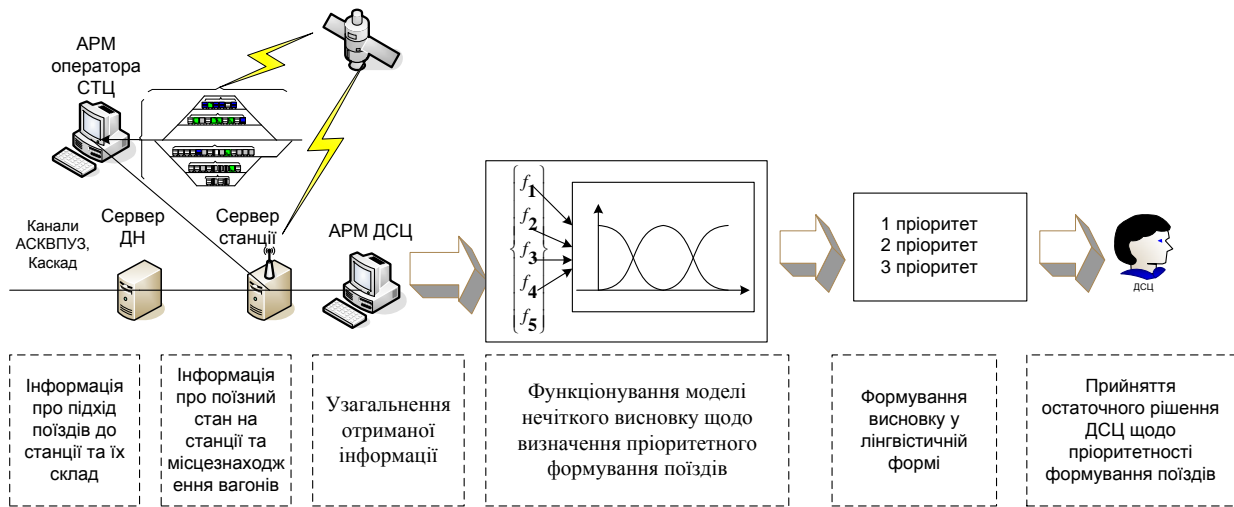 АРМ
оператора
СТЦ
Канали
АСКВПУЗ,
Каскад
Сервер
ДН
Сервер
станції
АРМ ДСЦ
f1
f2
f3
f4
f5
1 пріоритет
2 пріоритет
3 пріоритет
ДСЦ
Інформація
про підхід
поїздів до
станції та їх
склад
Інформація
про поїзний
стан на
станції та
місцезнаходж
ення вагонів
Узагальнення
отриманої
інформації
Функціонування моделі
нечіткого висновку щодо
визначення пріоритетного
формування поїздів
Формування
висновку у
лінгвістичній
формі
Прийняття
остаточного рішення
ДСЦ щодо
пріоритетності
формування поїздів